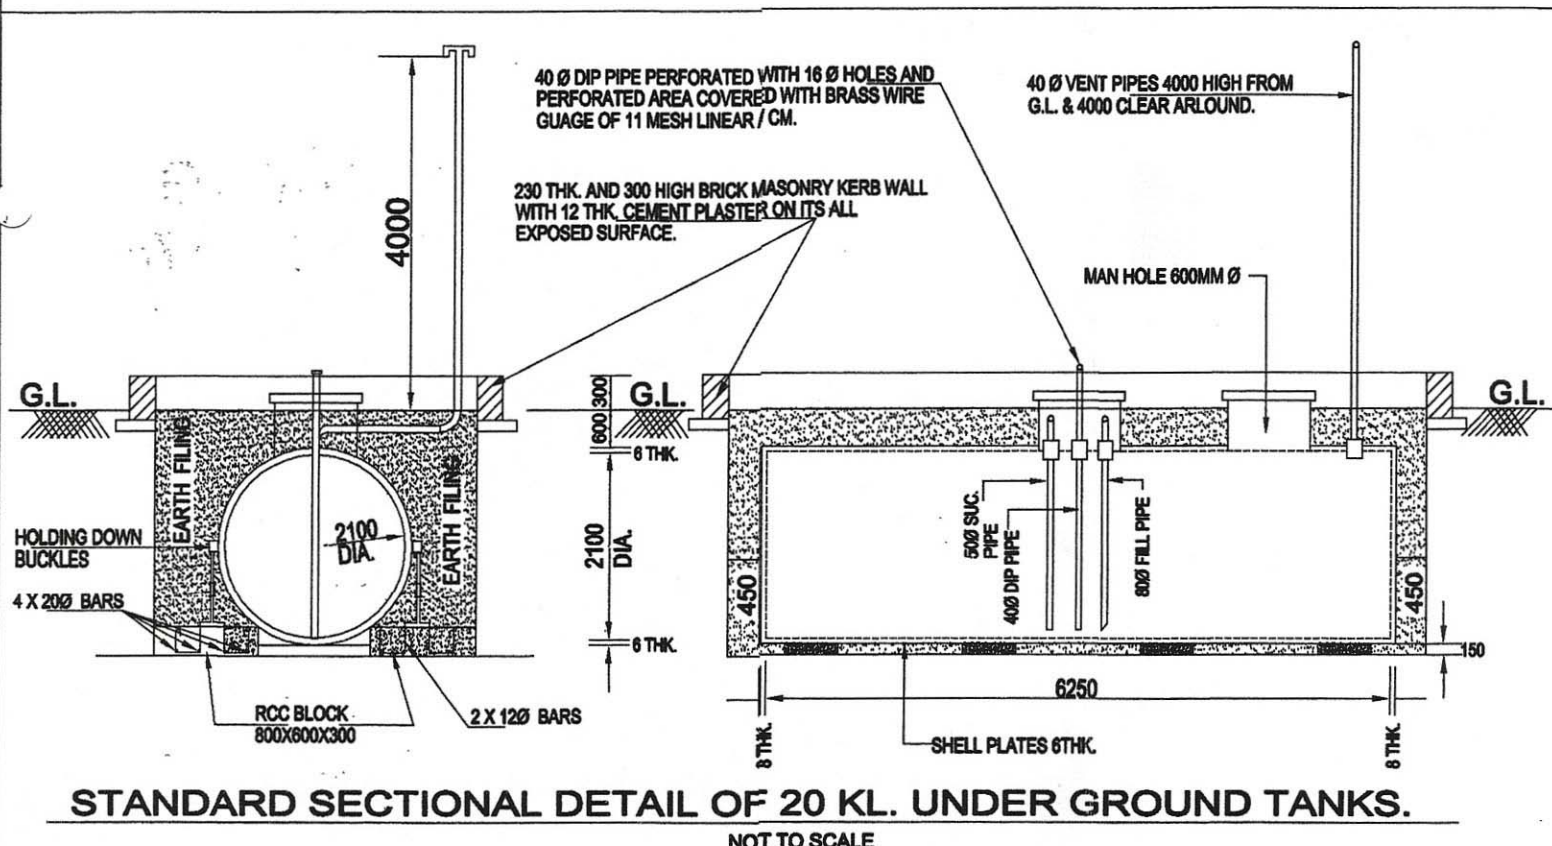 40 Ø DIP PIPE PERFORATED WITH 16 Ø HOLES AND
PERFORATED AREA COVERED WITH BRASS WIRE
GUAGE OF 11 MESH LINEAR / CM.
40 Ø VENT PIPES 4000 HIGH FROM
G.L. & 4000 CLEAR ARLOUND.
4000
230 THK. AND 300 HIGH BRICK MASONRY KERB WALL
WITH 12 THK. CEMENT PLASTER ON ITS ALL
EXPOSED SURFACE.
MAN HOLE 600MM Ø
G.L.
300
600
G.L.
G.L.
6 THK.
EARTH FILING
EARTH FILING
2100
DIA.
2100
DIA.
HOLDING DOWN
BUCKLES
4 X 20Ø BARS
50Ø SUC.
PIPE
40Ø DIP PIPE
80Ø FILL PIPE
450
450
6 THK.
150
6250
RCC BLOCK
800X600X300
2 X 12Ø BARS
8 THK.
SHELL PLATES 6THK.
8 THK.
STANDARD SECTIONAL DETAIL OF 20 KL. UNDER GROUND TANKS.
NOT TO SCALE